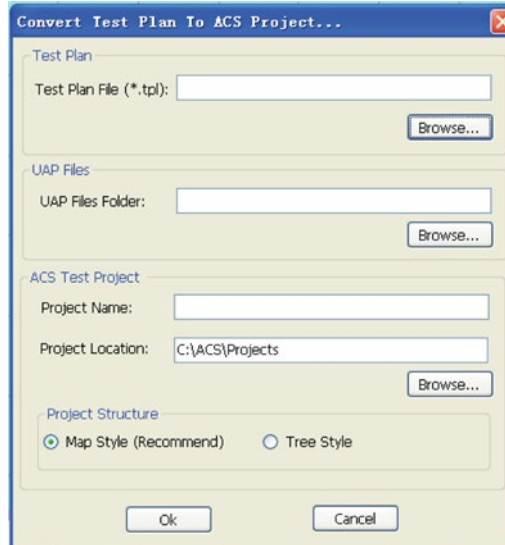 Convert Test Plan To ACS Project...
Test Plan
Test Plan File (*.tpl):
Browse...
UAP Files
UAP Files Folder:
Browse...
ACS Test Project
Project Name:
Project Location: C:\ACS\Projects
Browse...
Project Structure
Map Style (Recommend) Tree Style
Ok Cancel